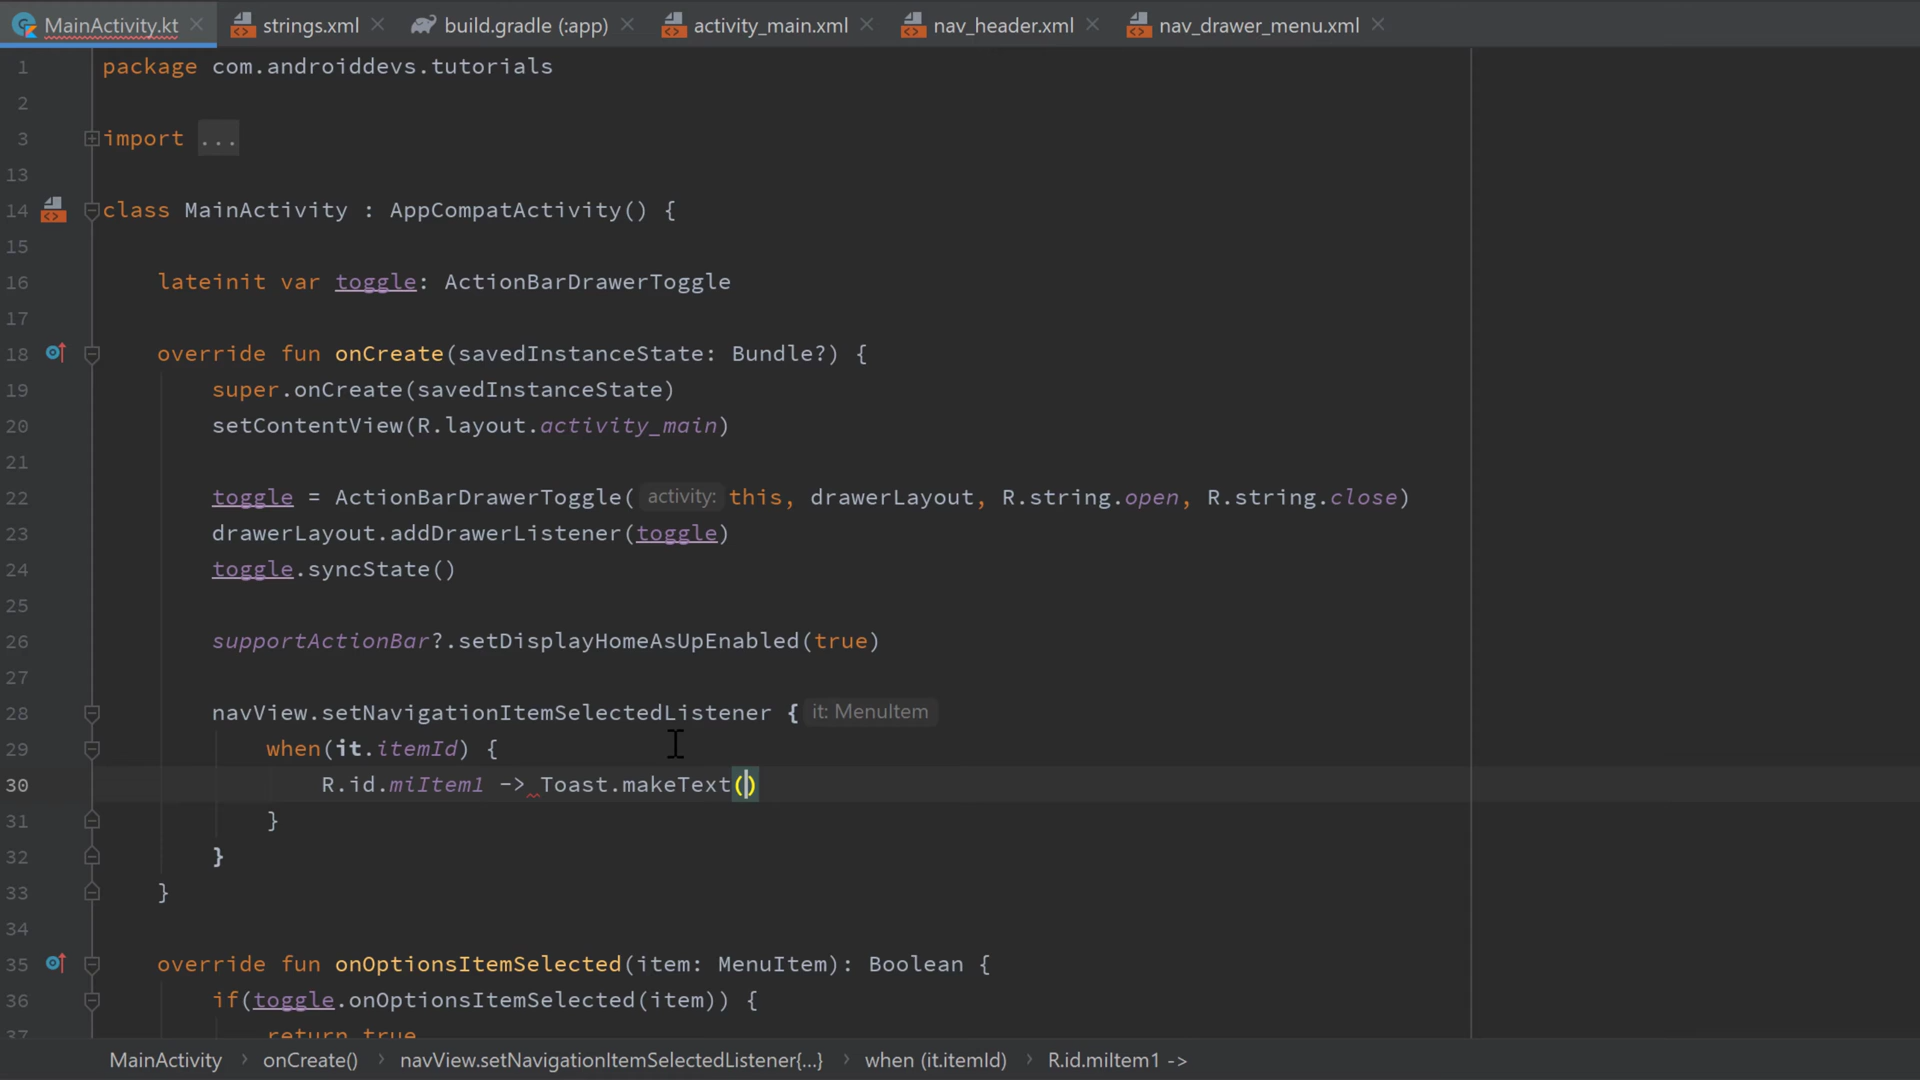 MainActivity.kt strings.xml build.gradle (:app) activity_main.xml nav_header.xml nav_drawer_menu.xml
1 package com.androiddevs.tutorials
2
3 import ...
13
14 class MainActivity : AppCompatActivity() {
15
16 lateinit var toggle: ActionBarDrawerToggle
17
18 override fun onCreate(savedInstanceState: Bundle?) {
19 super.onCreate(savedInstanceState)
20 setContentView(R.layout.activity_main)
21
22 toggle = ActionBarDrawerToggle( activity: this, drawerLayout, R.string.open, R.string.close)
23 drawerLayout.addDrawerListener(toggle)
24 toggle.syncState()
25
26 supportActionBar?.setDisplayHomeAsUpEnabled(true)
27
28 navView.setNavigationItemSelectedListener { it: MenuItem
29 when(it.itemId) {
30 R.id.miItem1 -> Toast.makeText()
31 }
32 }
33 }
34
35 override fun onOptionsItemSelected(item: MenuItem): Boolean {
36 if(toggle.onOptionsItemSelected(item)) {
37 return true
MainActivity › onCreate() › navView.setNavigationItemSelectedListener{...} › when (it.itemId) › R.id.miItem1 ->